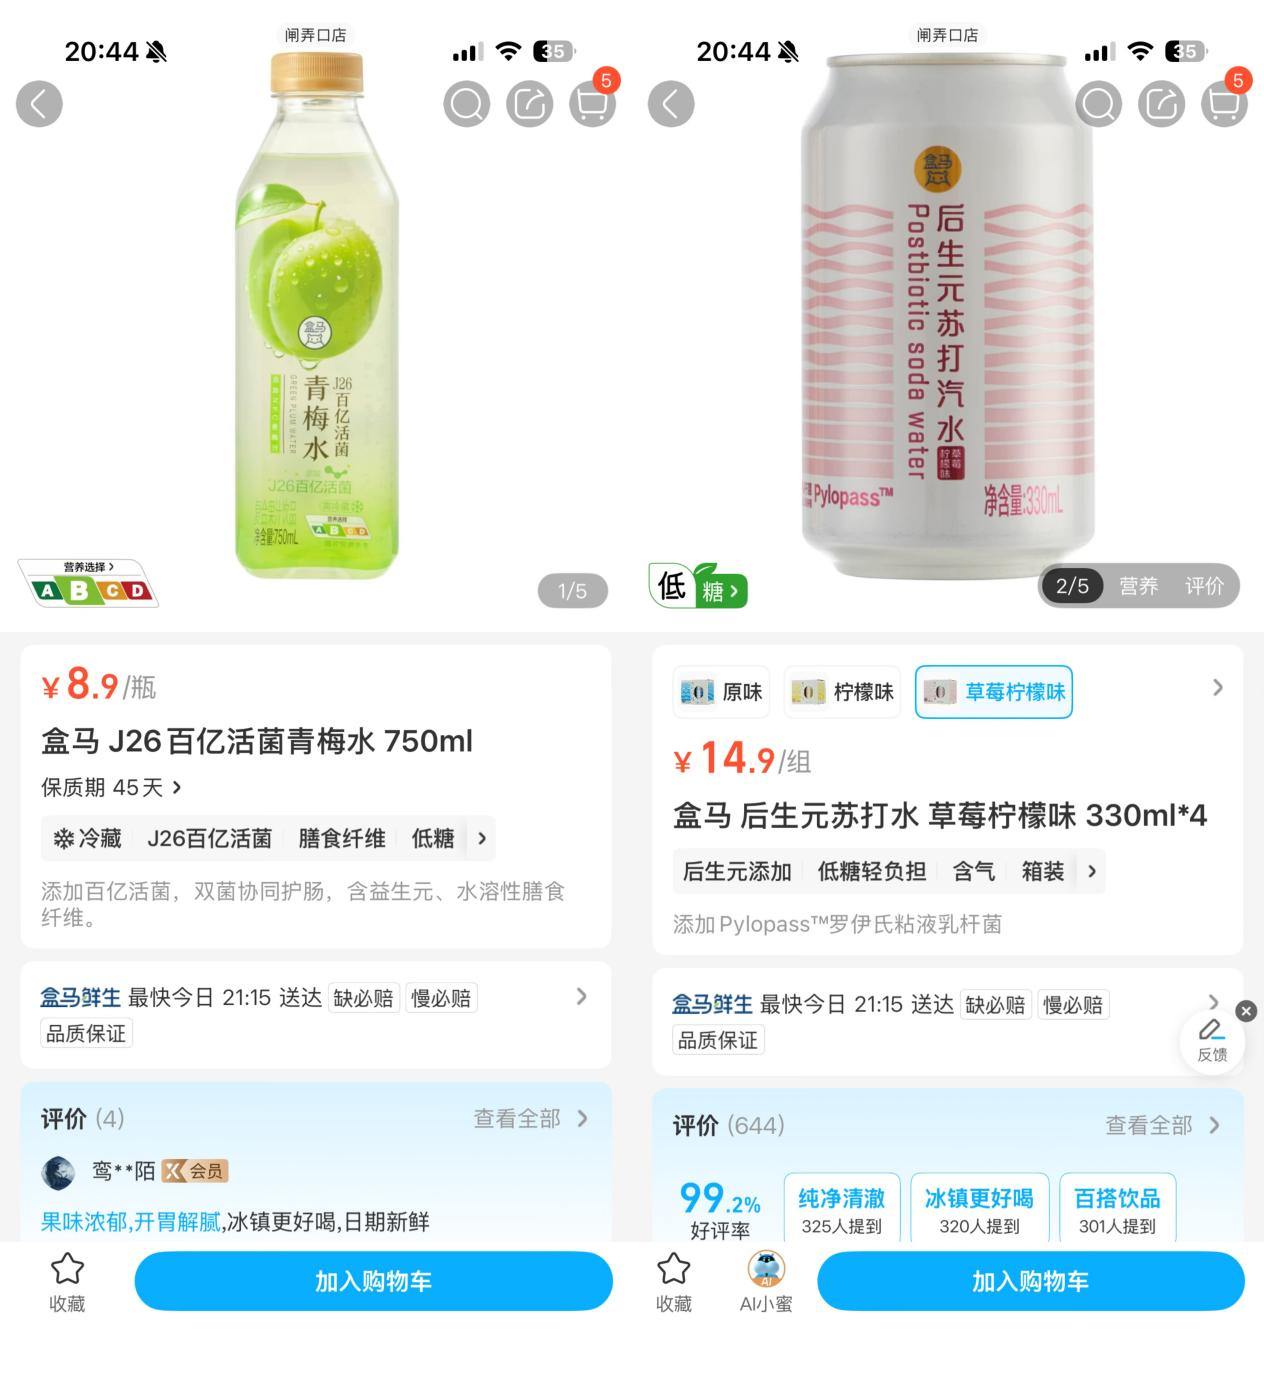 闸弄口店
20:44
35
5
盒马
J26百亿活菌
青梅水
GREEN PLUM WATER
J26百亿活菌
净含量:750mL
营养选择
A B C D
营养选择 >
A B C D
1/5
¥8.9/瓶
盒马 J26百亿活菌青梅水 750ml
保质期 45天 >
冷藏 J26百亿活菌 膳食纤维 低糖 >
添加百亿活菌，双菌协同护肠，含益生元、水溶性膳食
纤维。
盒马鲜生 最快今日 21:15 送达 缺必赔 慢必赔
品质保证
评价 (4)
查看全部
鸾**陌 X会员
果味浓郁,开胃解腻,冰镇更好喝,日期新鲜
收藏
加入购物车
闸弄口店
20:44
35
5
盒马
后生元苏打汽水
Postbiotic soda water
草莓
柠檬味
Pylopass™
净含量:330mL
低糖 >
2/5 营养 评价
原味 柠檬味 草莓柠檬味
¥14.9/组
盒马 后生元苏打水 草莓柠檬味 330ml*4
后生元添加 低糖轻负担 含气 箱装 >
添加Pylopass™罗伊氏粘液乳杆菌
盒马鲜生 最快今日 21:15 送达 缺必赔 慢必赔
品质保证
反馈
评价 (644)
查看全部
99.2%
好评率
纯净清澈
325人提到
冰镇更好喝
320人提到
百搭饮品
301人提到
收藏
AI
AI小蜜
加入购物车